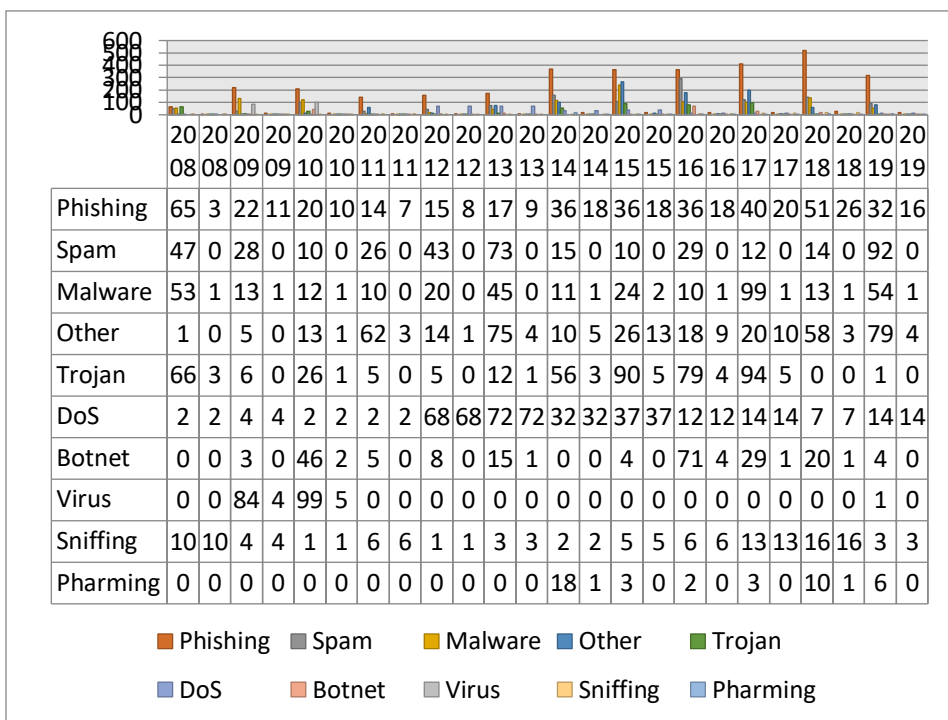 600
500
400
300
200
100
0
20 20 20 20 20 20 20 20 20 20 20 20 20 20 20 20 20 20 20 20 20 20 20 20
08 08 09 09 10 10 11 11 12 12 13 13 14 14 15 15 16 16 17 17 18 18 19 19
Phishing 65 3 22 11 20 10 14 7 15 8 17 9 36 18 36 18 36 18 40 20 51 26 32 16
Spam 47 0 28 0 10 0 26 0 43 0 73 0 15 0 10 0 29 0 12 0 14 0 92 0
Malware 53 1 13 1 12 1 10 0 20 0 45 0 11 1 24 2 10 1 99 1 13 1 54 1
Other 1 0 5 0 13 1 62 3 14 1 75 4 10 5 26 13 18 9 20 10 58 3 79 4
Trojan 66 3 6 0 26 1 5 0 5 0 12 1 56 3 90 5 79 4 94 5 0 0 1 0
DoS 2 2 4 4 2 2 2 2 68 68 72 72 32 32 37 37 12 12 14 14 7 7 14 14
Botnet 0 0 3 0 46 2 5 0 8 0 15 1 0 0 4 0 71 4 29 1 20 1 4 0
Virus 0 0 84 4 99 5 0 0 0 0 0 0 0 0 0 0 0 0 0 0 0 0 1 0
Sniffing 10 10 4 4 1 1 6 6 1 1 3 3 2 2 5 5 6 6 13 13 16 16 3 3
Pharming 0 0 0 0 0 0 0 0 0 0 0 0 18 1 3 0 2 0 3 0 10 1 6 0
Phishing Spam Malware Other Trojan
DoS Botnet Virus Sniffing Pharming